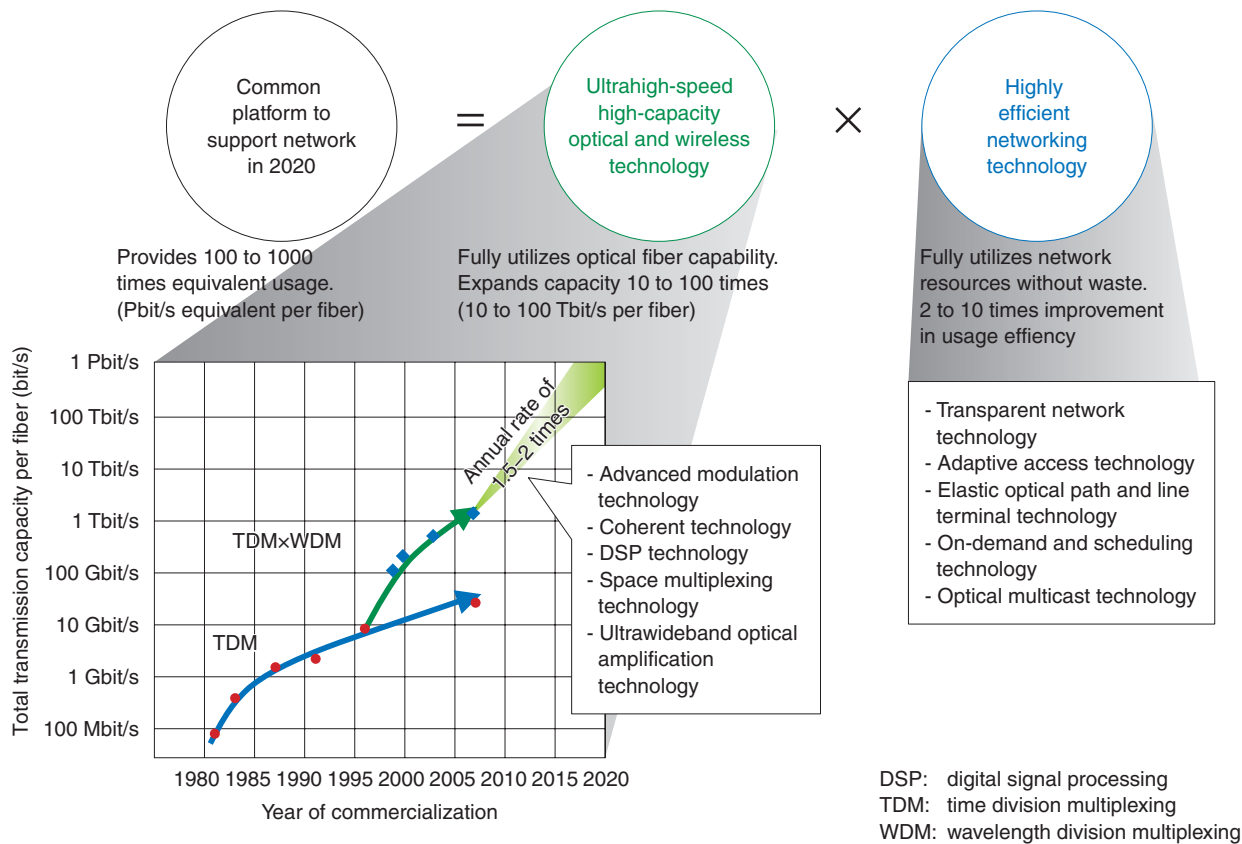 Common
platform to
support network
in 2020
=
Ultrahigh-speed
high-capacity
optical and wireless
technology
×
Highly
efficient
networking
technology
Provides 100 to 1000
times equivalent usage.
(Pbit/s equivalent per fiber)
Fully utilizes optical fiber capability.
Expands capacity 10 to 100 times
(10 to 100 Tbit/s per fiber)
Fully utilizes network
resources without waste.
2 to 10 times improvement
in usage effiency
Total transmission capacity per fiber (bit/s)
1 Pbit/s
100 Tbit/s
10 Tbit/s
1 Tbit/s
100 Gbit/s
10 Gbit/s
1 Gbit/s
100 Mbit/s
TDM×WDM
TDM
Annual rate of
1.5–2 times
1980 1985 1990 1995 2000 2005 2010 2015 2020
Year of commercialization
- Advanced modulation
technology
- Coherent technology
- DSP technology
- Space multiplexing
technology
- Ultrawideband optical
amplification
technology
- Transparent network
technology
- Adaptive access technology
- Elastic optical path and line
terminal technology
- On-demand and scheduling
technology
- Optical multicast technology
DSP: digital signal processing
TDM: time division multiplexing
WDM: wavelength division multiplexing